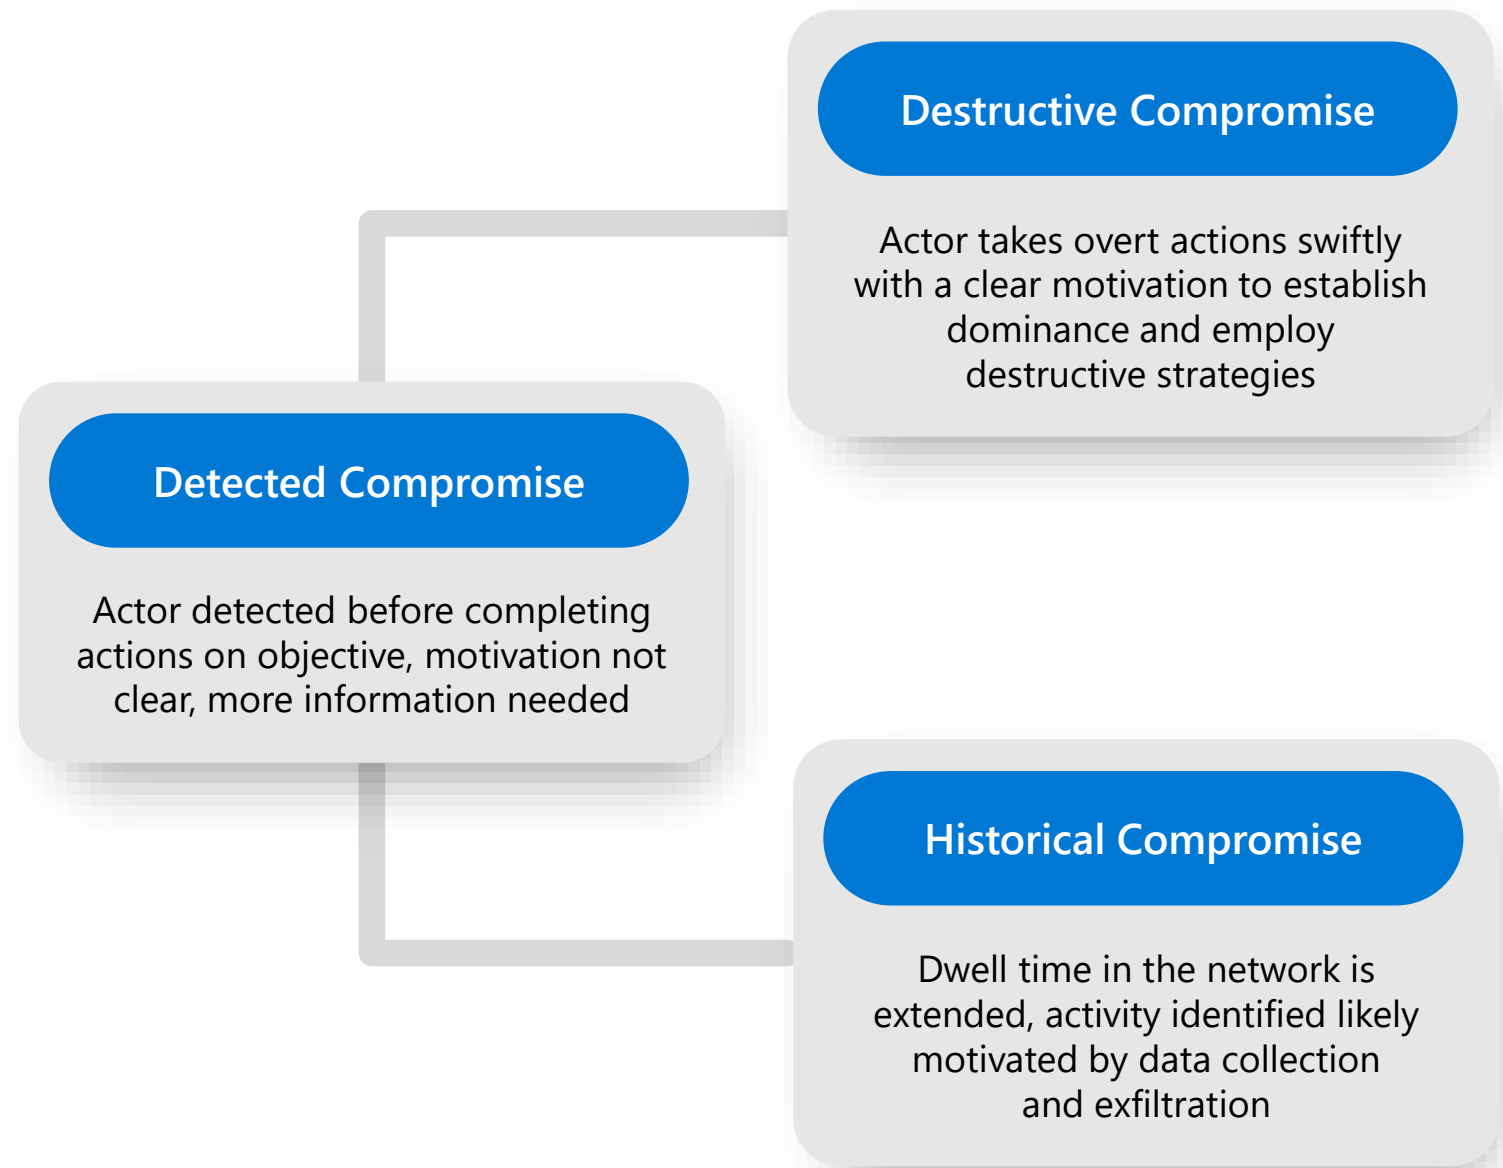 Destructive Compromise
Actor takes overt actions swiftly
with a clear motivation to establish
dominance and employ
destructive strategies
Detected Compromise
Actor detected before completing
actions on objective, motivation not
clear, more information needed
Historical Compromise
Dwell time in the network is
extended, activity identified likely
motivated by data collection
and exfiltration